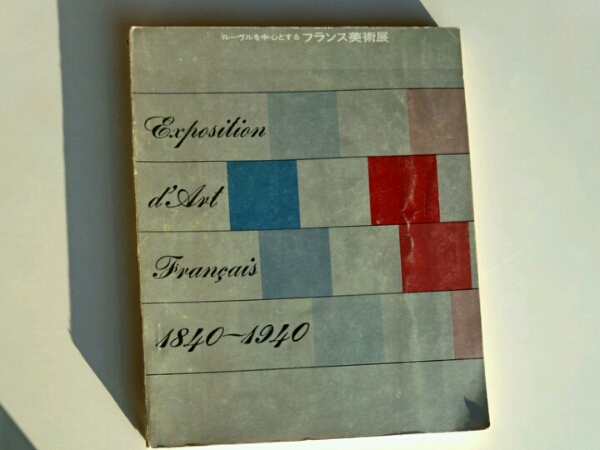 ルーヴルを中心とする フランス美術展
Exposition
d'Art
Français
1840~1940